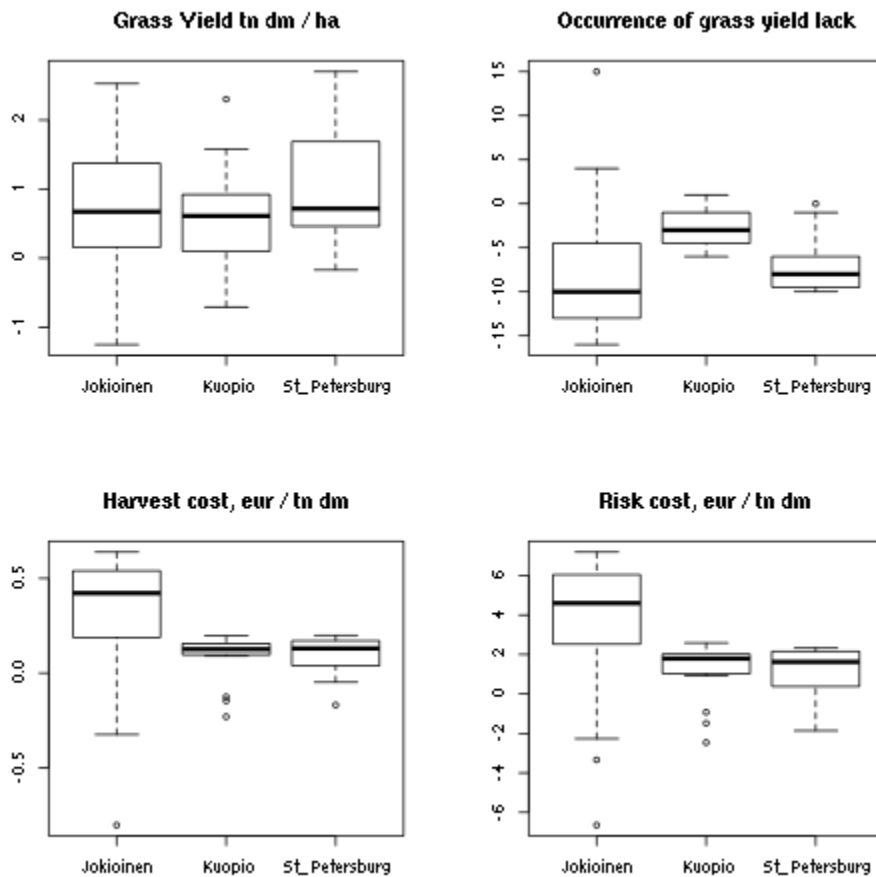 Grass Yield tn dm / ha
2
1
0
-1
Jokioinen Kuopio St_Petersburg
Occurrence of grass yield lack
15
10
5
0
-5
-10
-15
Jokioinen Kuopio St_Petersburg
Harvest cost, eur / tn dm
0.5
0.0
-0.5
Jokioinen Kuopio St_Petersburg
Risk cost, eur / tn dm
6
4
2
0
-2
-4
-6
Jokioinen Kuopio St_Petersburg